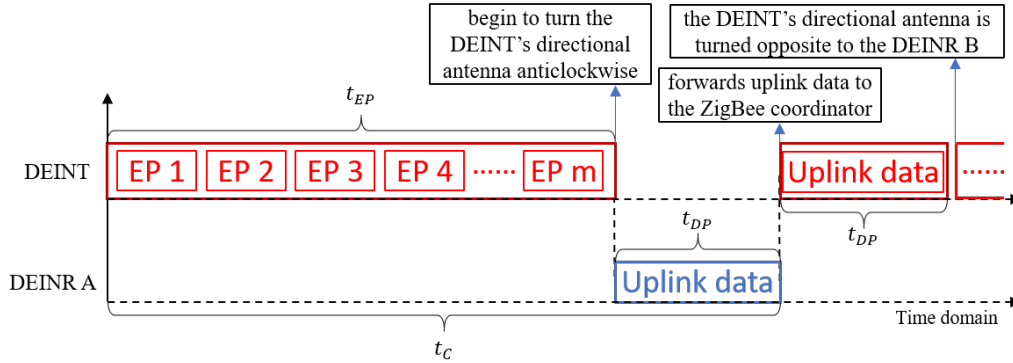 begin to turn the
DEINT’s directional
antenna anticlockwise
the DEINT’s directional antenna is
turned opposite to the DEINR B
forwards uplink data to
the ZigBee coordinator
t_EP
DEINT
EP 1 EP 2 EP 3 EP 4 ······ EP m
Uplink data
······
t_DP
t_DP
DEINR A
Uplink data
Time domain
t_C